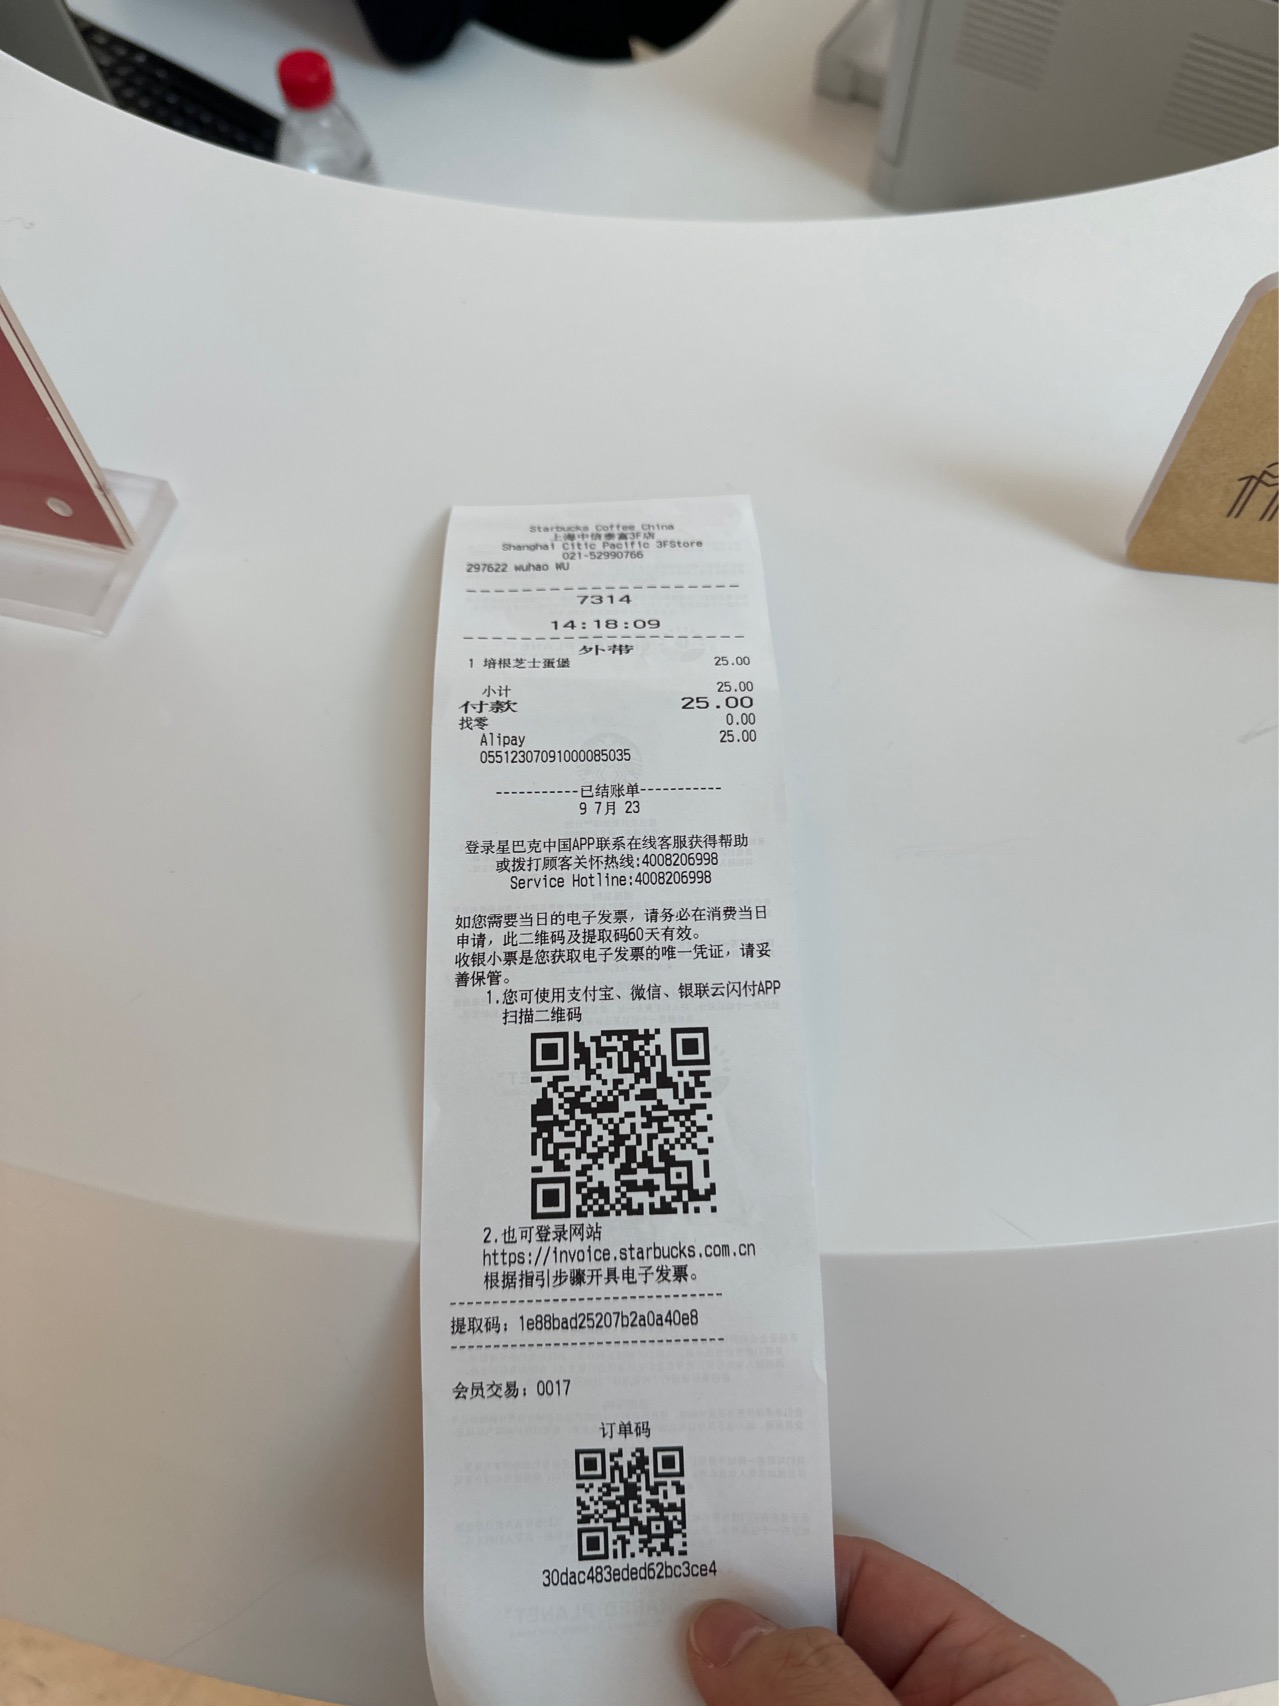 Starbucks Coffee China
上海中信泰富3F店
Shanghai Citic Pacific 3FStore
021-52990766
297622 wuhao WU
7314
14:18:09
外带
1 培根芝士蛋堡 25.00
小计 25.00
付款 25.00
找零 0.00
Alipay 25.00
05512307091000085035
-----------已结账单-----------
9 7月 23
登录星巴克中国APP联系在线客服获得帮助
或拨打顾客关怀热线:4008206998
Service Hotline:4008206998
如您需要当日的电子发票，请务必在消费当日
申请，此二维码及提取码60天有效。
收银小票是您获取电子发票的唯一凭证，请妥
善保管。
1.您可使用支付宝、微信、银联云闪付APP
扫描二维码
2.也可登录网站
https://invoice.starbucks.com.cn
根据指引步骤开具电子发票。
提取码：1e88bad25207b2a0a40e8
会员交易：0017
订单码
30dac483eded62bc3ce4